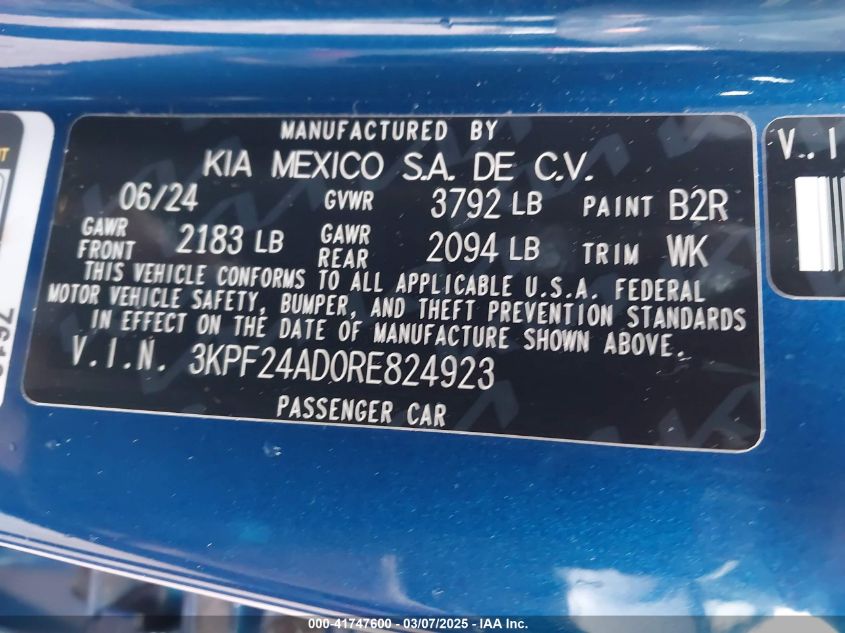 MANUFACTURED BY
KIA MEXICO S.A. DE C.V.
06/24 GVWR 3792 LB PAINT B2R
GAWR FRONT 2183 LB GAWR REAR 2094 LB TRIM WK
THIS VEHICLE CONFORMS TO ALL APPLICABLE U.S.A. FEDERAL
MOTOR VEHICLE SAFETY, BUMPER, AND THEFT PREVENTION STANDARDS
IN EFFECT ON THE DATE OF MANUFACTURE SHOWN ABOVE.
V.I.N. 3KPF24AD0RE824923
PASSENGER CAR
V.I
000-41747600 - 03/07/2025 - IAA Inc.